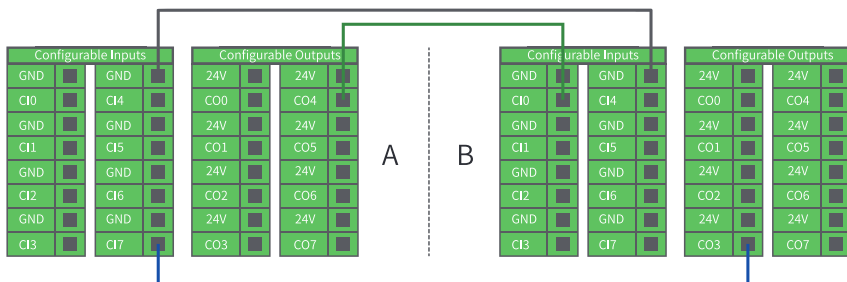 Configurable Inputs Configurable Outputs Configurable Inputs Configurable Outputs
GND GND 24V 24V GND GND 24V 24V
CI0 CI4 CO0 CO4 CI0 CI4 CO0 CO4
GND GND 24V 24V GND GND 24V 24V
CI1 CI5 CO1 CO5 A B CI1 CI5 CO1 CO5
GND GND 24V 24V GND GND 24V 24V
CI2 CI6 CO2 CO6 CI2 CI6 CO2 CO6
GND GND 24V 24V GND GND 24V 24V
CI3 CI7 CO3 CO7 CI3 CI7 CO3 CO7